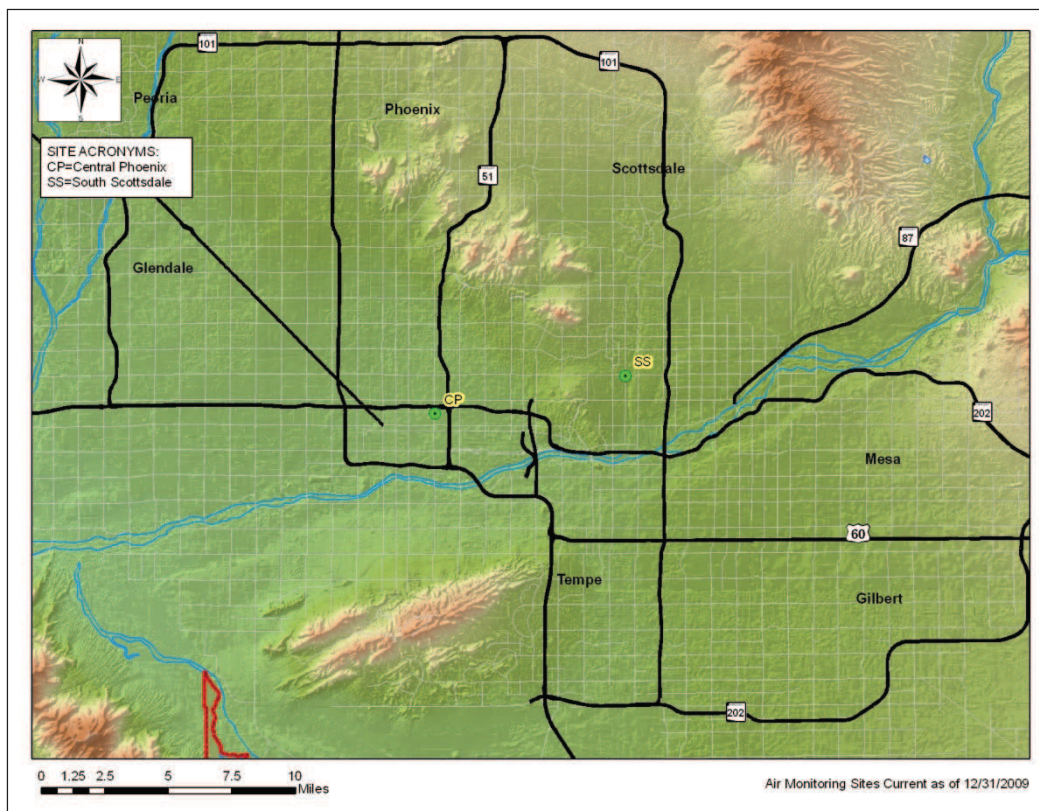 N
W E
S
101
101
Peoria
Phoenix
SITE ACRONYMS:
CP=Central Phoenix
SS=South Scottsdale
Scottsdale
51
87
Glendale
SS
CP
202
Mesa
60
Tempe
Gilbert
202
0 1.25 2.5 5 7.5 10
Miles
Air Monitoring Sites Current as of 12/31/2009